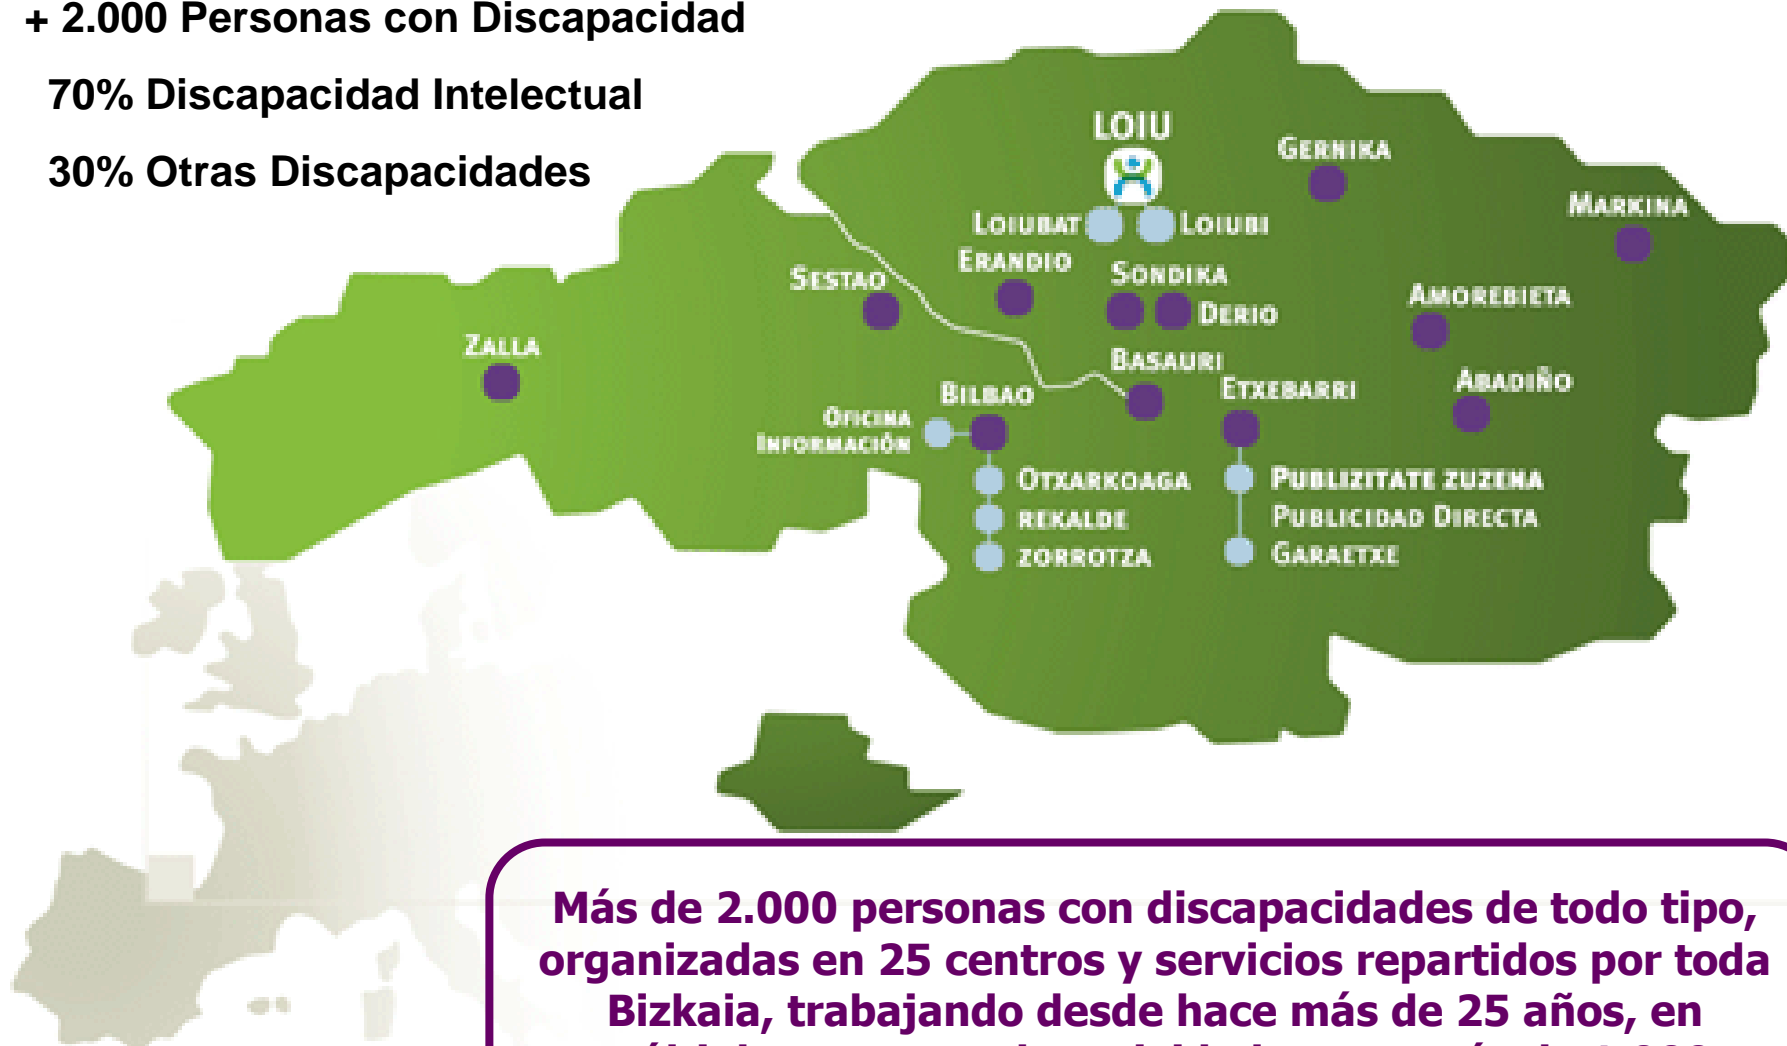 + 2.000 Personas con Discapacidad
70% Discapacidad Intelectual
30% Otras Discapacidades
LOIU
GERNIKA
MARKINA
LOIUBAT
LOIUBI
ERANDIO
SONDIKA
SESTAO
DERIO
AMOREBIETA
ZALLA
BASAURI
BILBAO
ETXEBARRI
ABADIÑO
OFICINA
INFORMACIÓN
OTXARKOAGA
REKALDE
ZORROTZA
PUBLIZITATE ZUZENA
PUBLICIDAD DIRECTA
GARAETXE
Más de 2.000 personas con discapacidades de todo tipo,
organizadas en 25 centros y servicios repartidos por toda
Bizkaia, trabajando desde hace más de 25 años, en